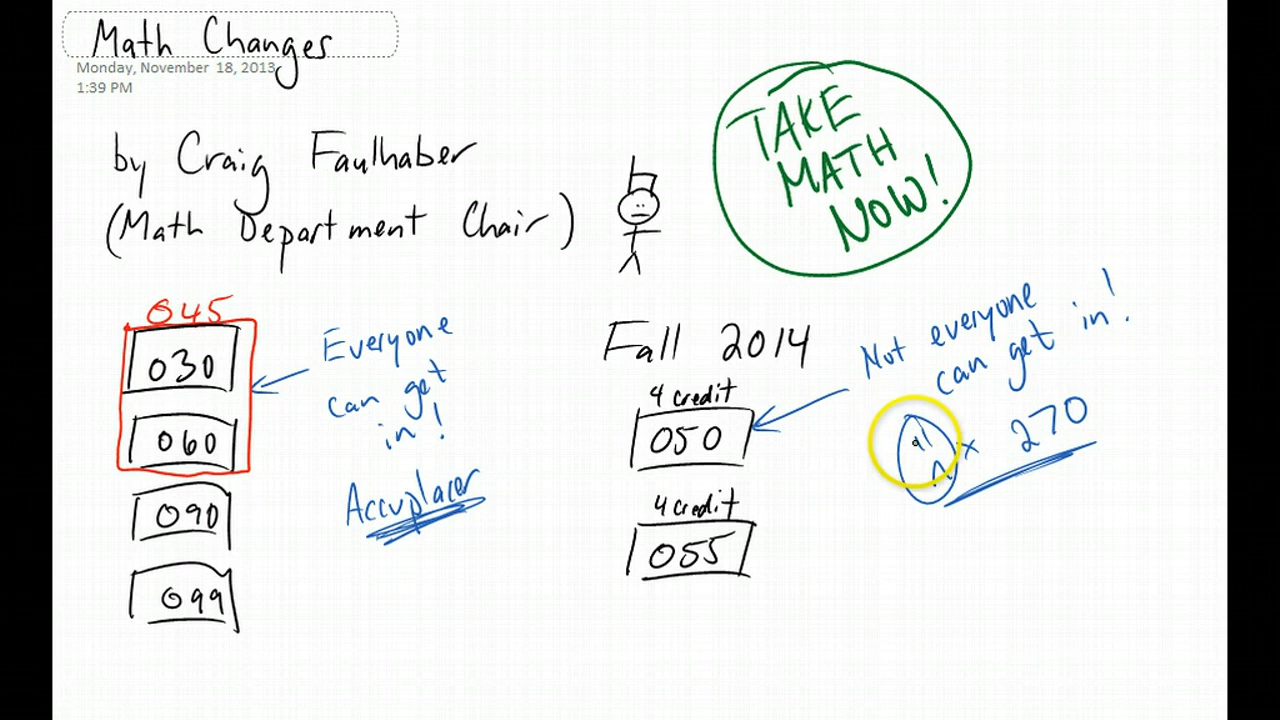 Math Changes
Monday, November 18, 2013
1:39 PM
by Craig Faulhaber
(Math Department Chair)
TAKE
MATH
NOW!
045
030
060
090
099
Everyone
can get
in!
Accuplacer
Fall 2014
4 credit
050
4 credit
055
Not everyone
can get in!
x 270